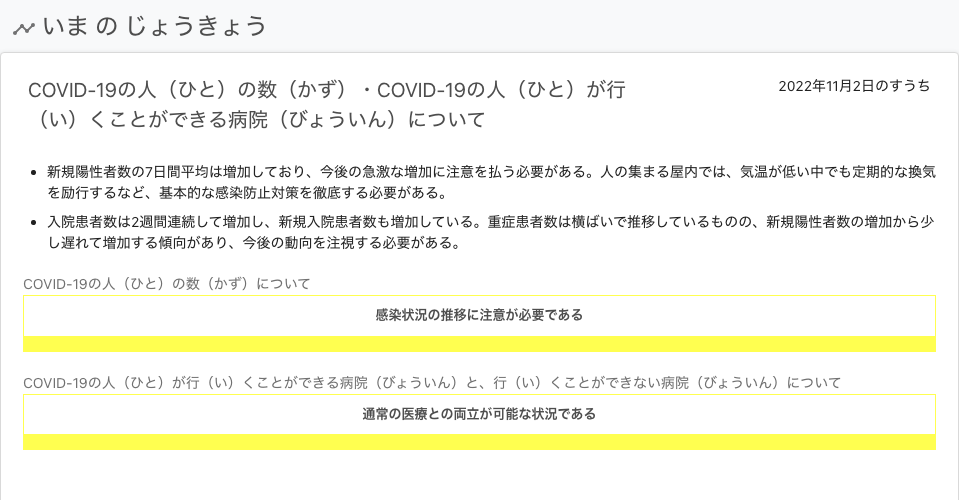 いま の じょうきょう
COVID-19の人（ひと）の数（かず）・COVID-19の人（ひと）が行
（い）くことができる病院（びょういん）について
2022年11月2日のすうち
• 新規陽性者数の7日間平均は増加しており、今後の急激な増加に注意を払う必要がある。人の集まる屋内では、気温が低い中でも定期的な換気
を励行するなど、基本的な感染防止対策を徹底する必要がある。
• 入院患者数は2週間連続して増加し、新規入院患者数も増加している。重症患者数は横ばいで推移しているものの、新規陽性者数の増加から少
し遅れて増加する傾向があり、今後の動向を注視する必要がある。
COVID-19の人（ひと）の数（かず）について
感染状況の推移に注意が必要である
COVID-19の人（ひと）が行（い）くことができる病院（びょういん）と、行（い）くことができない病院（びょういん）について
通常の医療との両立が可能な状況である